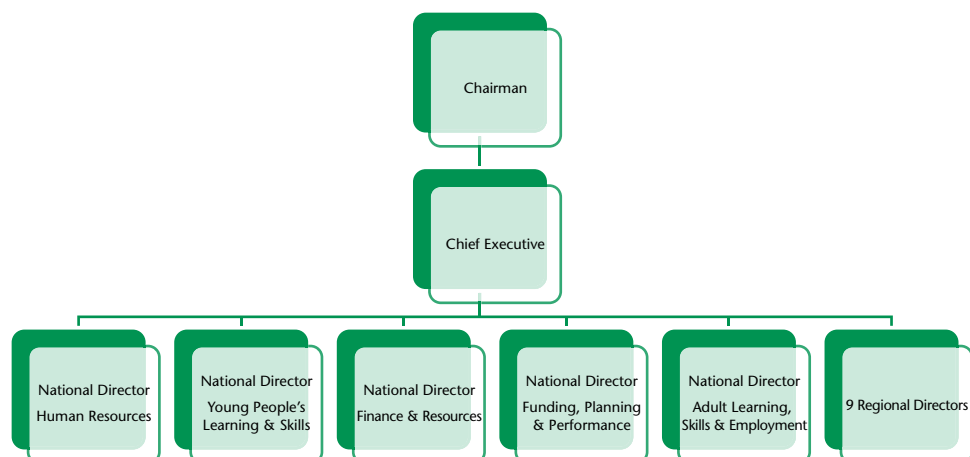 Chairman
Chief Executive
National Director
Human Resources
National Director
Young People’s
Learning & Skills
National Director
Finance & Resources
National Director
Funding, Planning
& Performance
National Director
Adult Learning,
Skills & Employment
9 Regional Directors